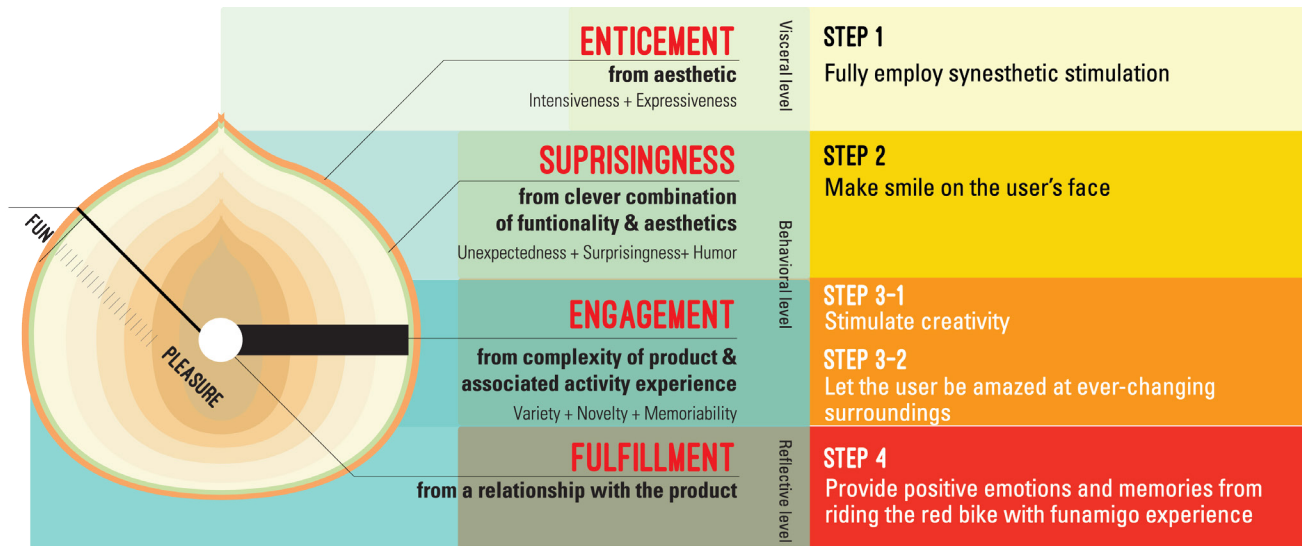 ENTICEMENT
from aesthetic
Intensiveness + Expressiveness
Visceral level
STEP 1
Fully employ synesthetic stimulation
SUPRISINGNESS
from clever combination
of funtionality & aesthetics
Unexpectedness + Surprisingness+ Humor
Behavioral level
STEP 2
Make smile on the user's face
FUN
PLEASURE
ENGAGEMENT
from complexity of product &
associated activity experience
Variety + Novelty + Memoriability
STEP 3-1
Stimulate creativity
STEP 3-2
Let the user be amazed at ever-changing
surroundings
FULFILLMENT
from a relationship with the product
Reflective level
STEP 4
Provide positive emotions and memories from
riding the red bike with funamigo experience